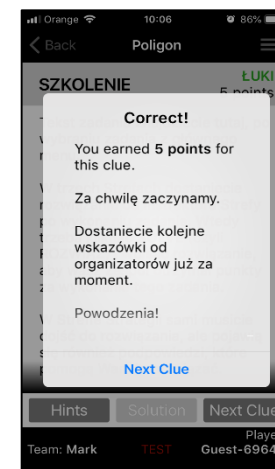 Orange 10:06 86%
Back Poligon
SZKOLENIE ŁUKI
5 points
Correct!
You earned 5 points for
this clue.
Za chwilę zaczynamy.
Dostaniecie kolejne
wskazówki od
organizatorów już za
moment.
Powodzenia!
Next Clue
Hints Solution Next Clue
Playe
Team: Mark TEST Guest-6964